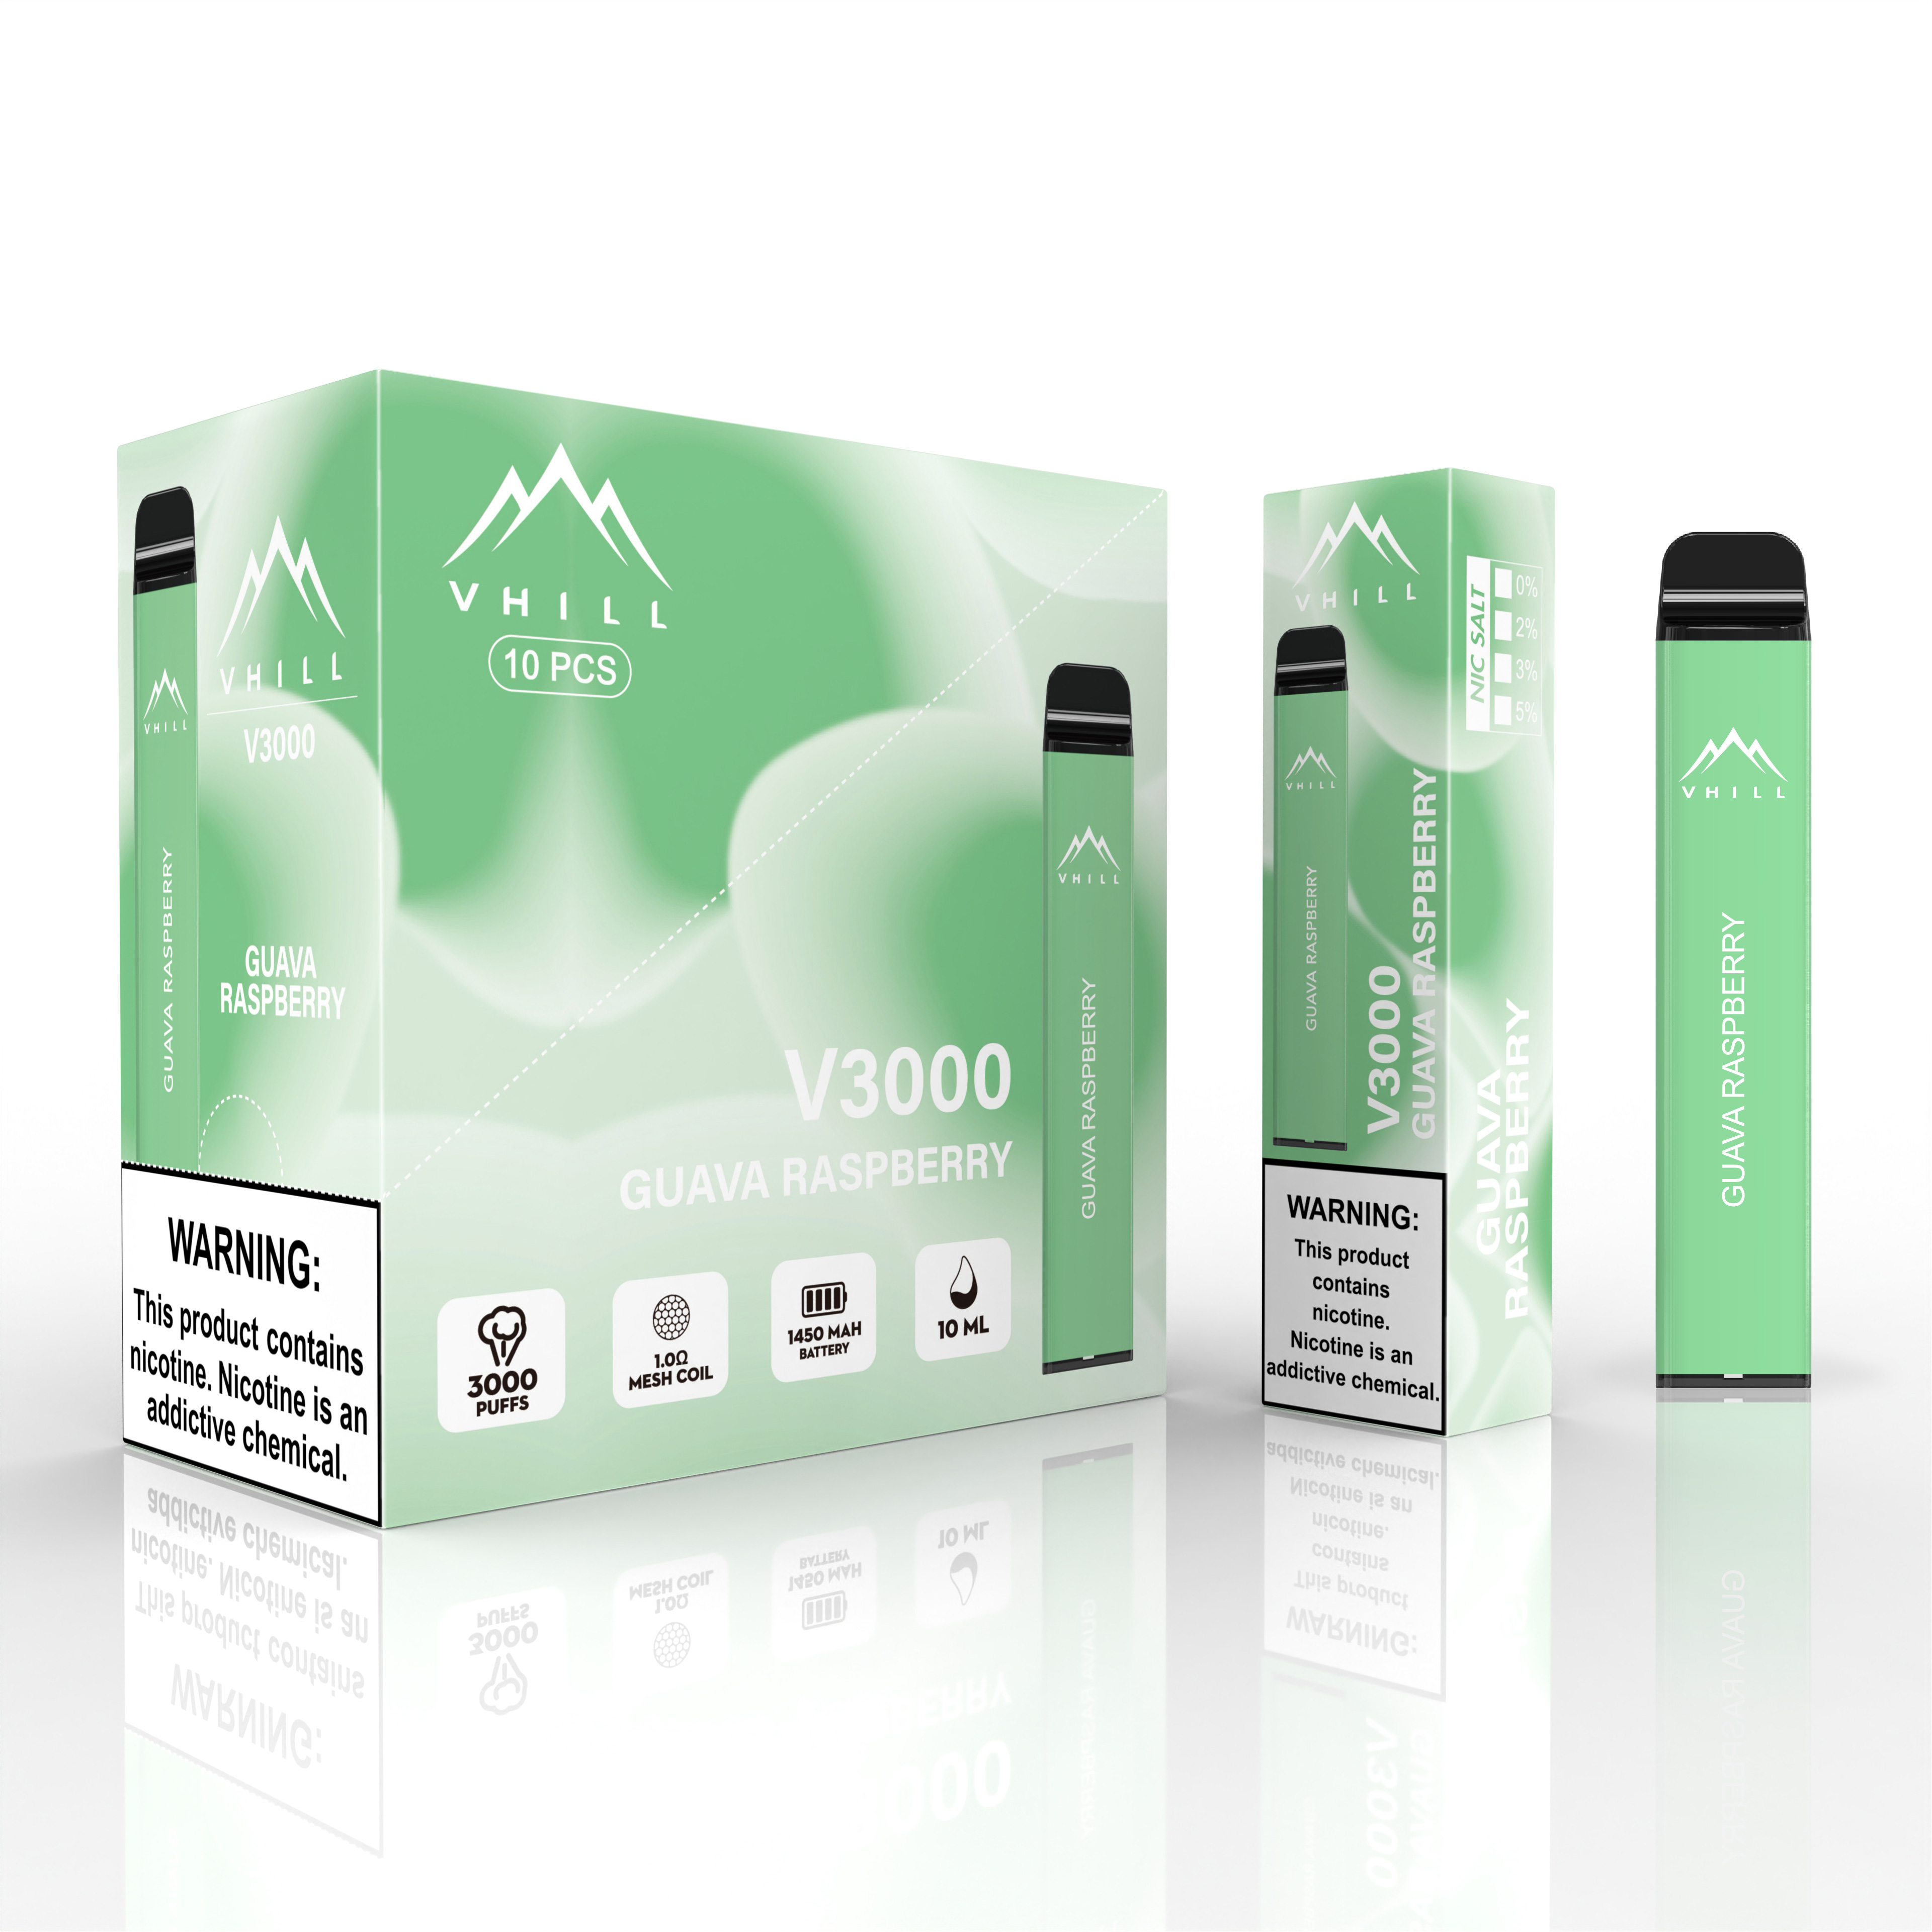 VHILL
VHILL
V3000
GUAVA
RASPBERRY
GUAVA RASPBERRY
WARNING:
This product contains
nicotine. Nicotine is an
addictive chemical.
VHILL
10 PCS
V3000
GUAVA RASPBERRY
3000
PUFFS
1.0Ω
MESH COIL
1450 MAH
BATTERY
10 ML
VHILL
GUAVA RASPBERRY
VHILL
VHILL
GUAVA RASPBERRY
V3000
GUAVA RASPBERRY
WARNING:
This product
contains
nicotine.
Nicotine is an
addictive chemical.
NIC SALT
0%
2%
3%
5%
GUAVA
RASPBERRY
VHILL
GUAVA RASPBERRY